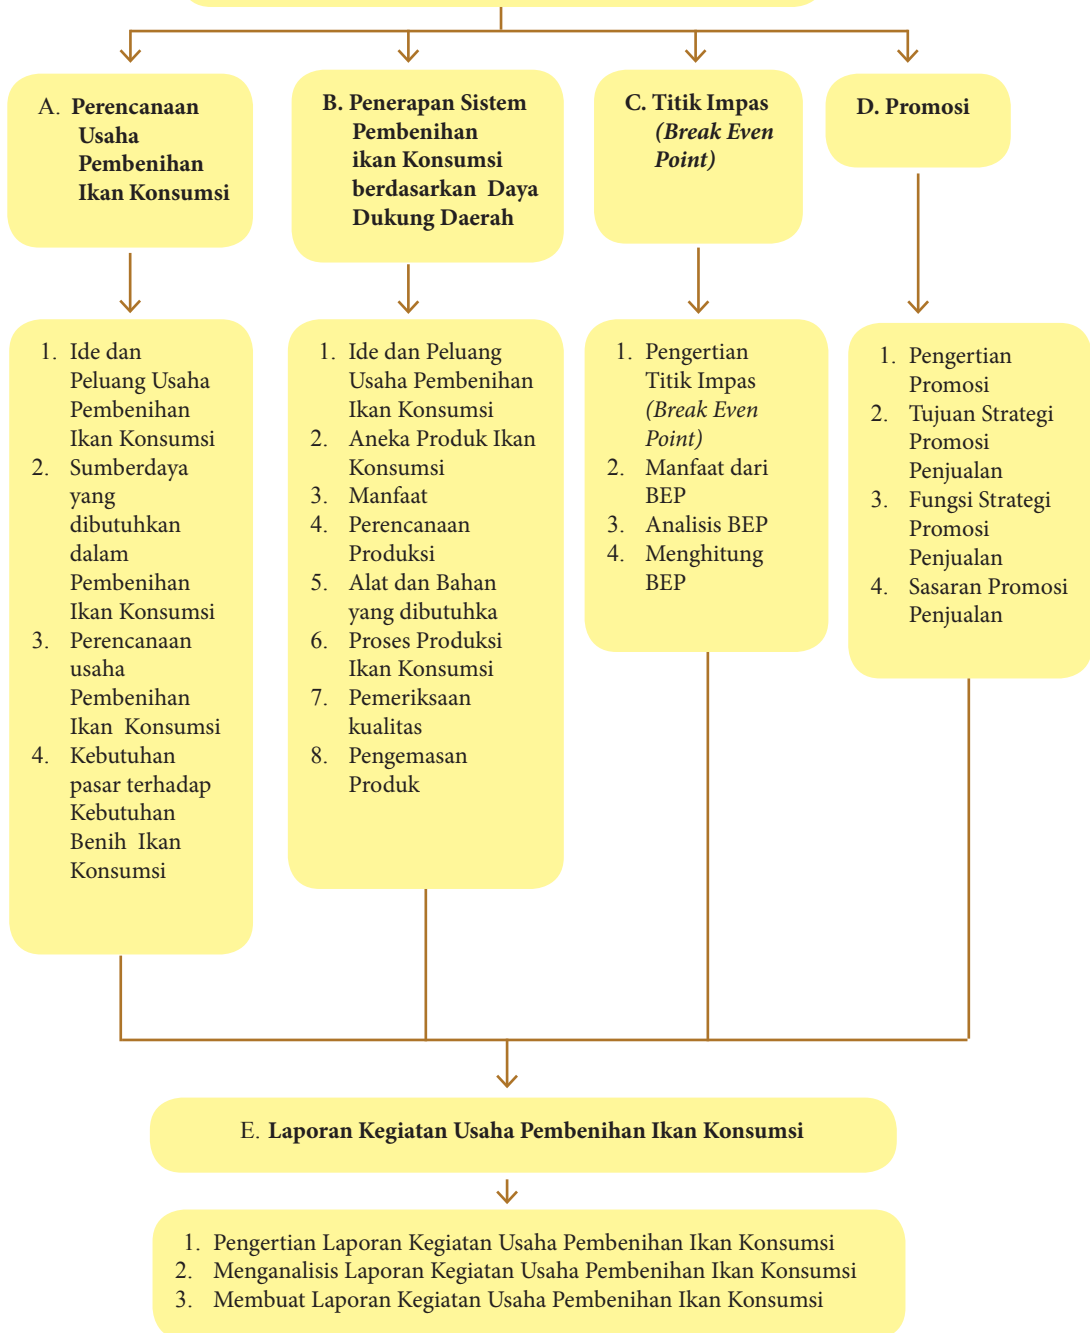 A. Perencanaan
Usaha
Pembenihan
Ikan Konsumsi
B. Penerapan Sistem
Pembenihan
ikan Konsumsi
berdasarkan Daya
Dukung Daerah
C. Titik Impas
(Break Even
Point)
D. Promosi
1. Ide dan
Peluang Usaha
Pembenihan
Ikan Konsumsi
2. Sumberdaya
yang
dibutuhkan
dalam
Pembenihan
Ikan Konsumsi
3. Perencanaan
usaha
Pembenihan
Ikan Konsumsi
4. Kebutuhan
pasar terhadap
Kebutuhan
Benih Ikan
Konsumsi
1. Ide dan Peluang
Usaha Pembenihan
Ikan Konsumsi
2. Aneka Produk Ikan
Konsumsi
3. Manfaat
4. Perencanaan
Produksi
5. Alat dan Bahan
yang dibutuhka
6. Proses Produksi
Ikan Konsumsi
7. Pemeriksaan
kualitas
8. Pengemasan
Produk
1. Pengertian
Titik Impas
(Break Even
Point)
2. Manfaat dari
BEP
3. Analisis BEP
4. Menghitung
BEP
1. Pengertian
Promosi
2. Tujuan Strategi
Promosi
Penjualan
3. Fungsi Strategi
Promosi
Penjualan
4. Sasaran Promosi
Penjualan
E. Laporan Kegiatan Usaha Pembenihan Ikan Konsumsi
1. Pengertian Laporan Kegiatan Usaha Pembenihan Ikan Konsumsi
2. Menganalisis Laporan Kegiatan Usaha Pembenihan Ikan Konsumsi
3. Membuat Laporan Kegiatan Usaha Pembenihan Ikan Konsumsi